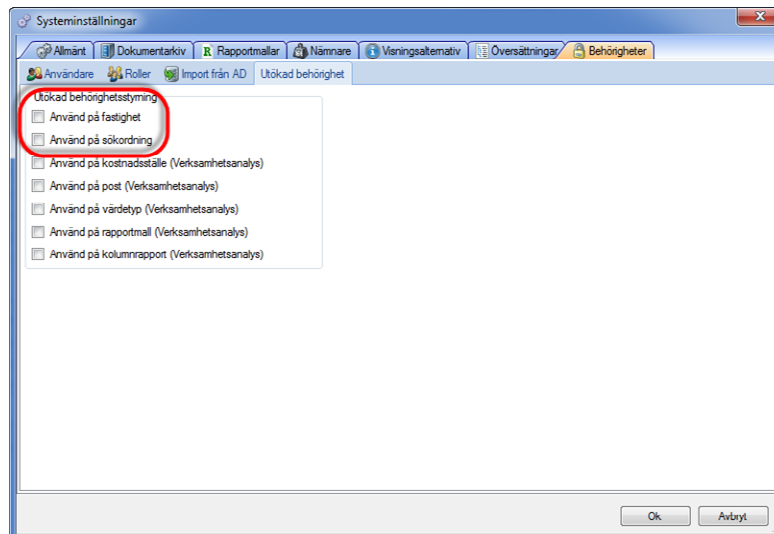 Systeminställningar
Allmänt Dokumentarkiv R Rapportmallar Nämnare Visningsalternativ Översättningar Behörigheter
Användare Roller Import från AD Utökad behörighet
Utökad behörighetsstyrning
Använd på fastighet
Använd på sökordning
Använd på kostnadsställe (Verksamhetsanalys)
Använd på post (Verksamhetsanalys)
Använd på värdetyp (Verksamhetsanalys)
Använd på rapportmall (Verksamhetsanalys)
Använd på kolumnrapport (Verksamhetsanalys)
Ok Avbryt